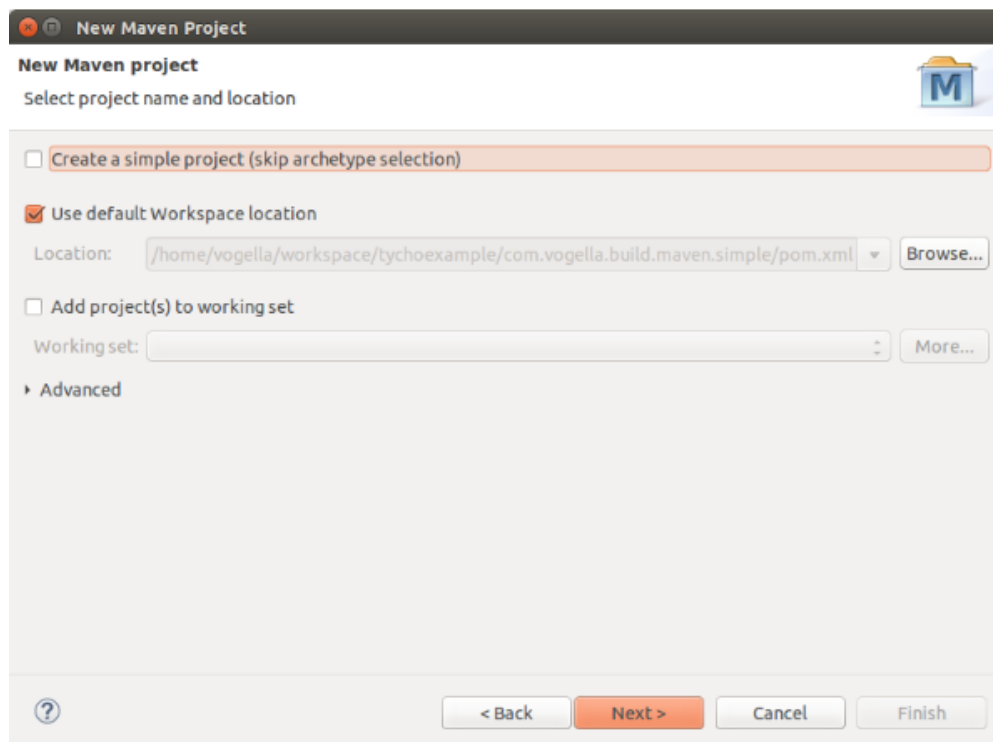 New Maven Project
New Maven project
Select project name and location
M
Create a simple project (skip archetype selection)
Use default Workspace location
Location: /home/vogella/workspace/tychoexample/com.vogella.build.maven.simple/pom.xml Browse...
Add project(s) to working set
Working set: More...
Advanced
? < Back Next > Cancel Finish